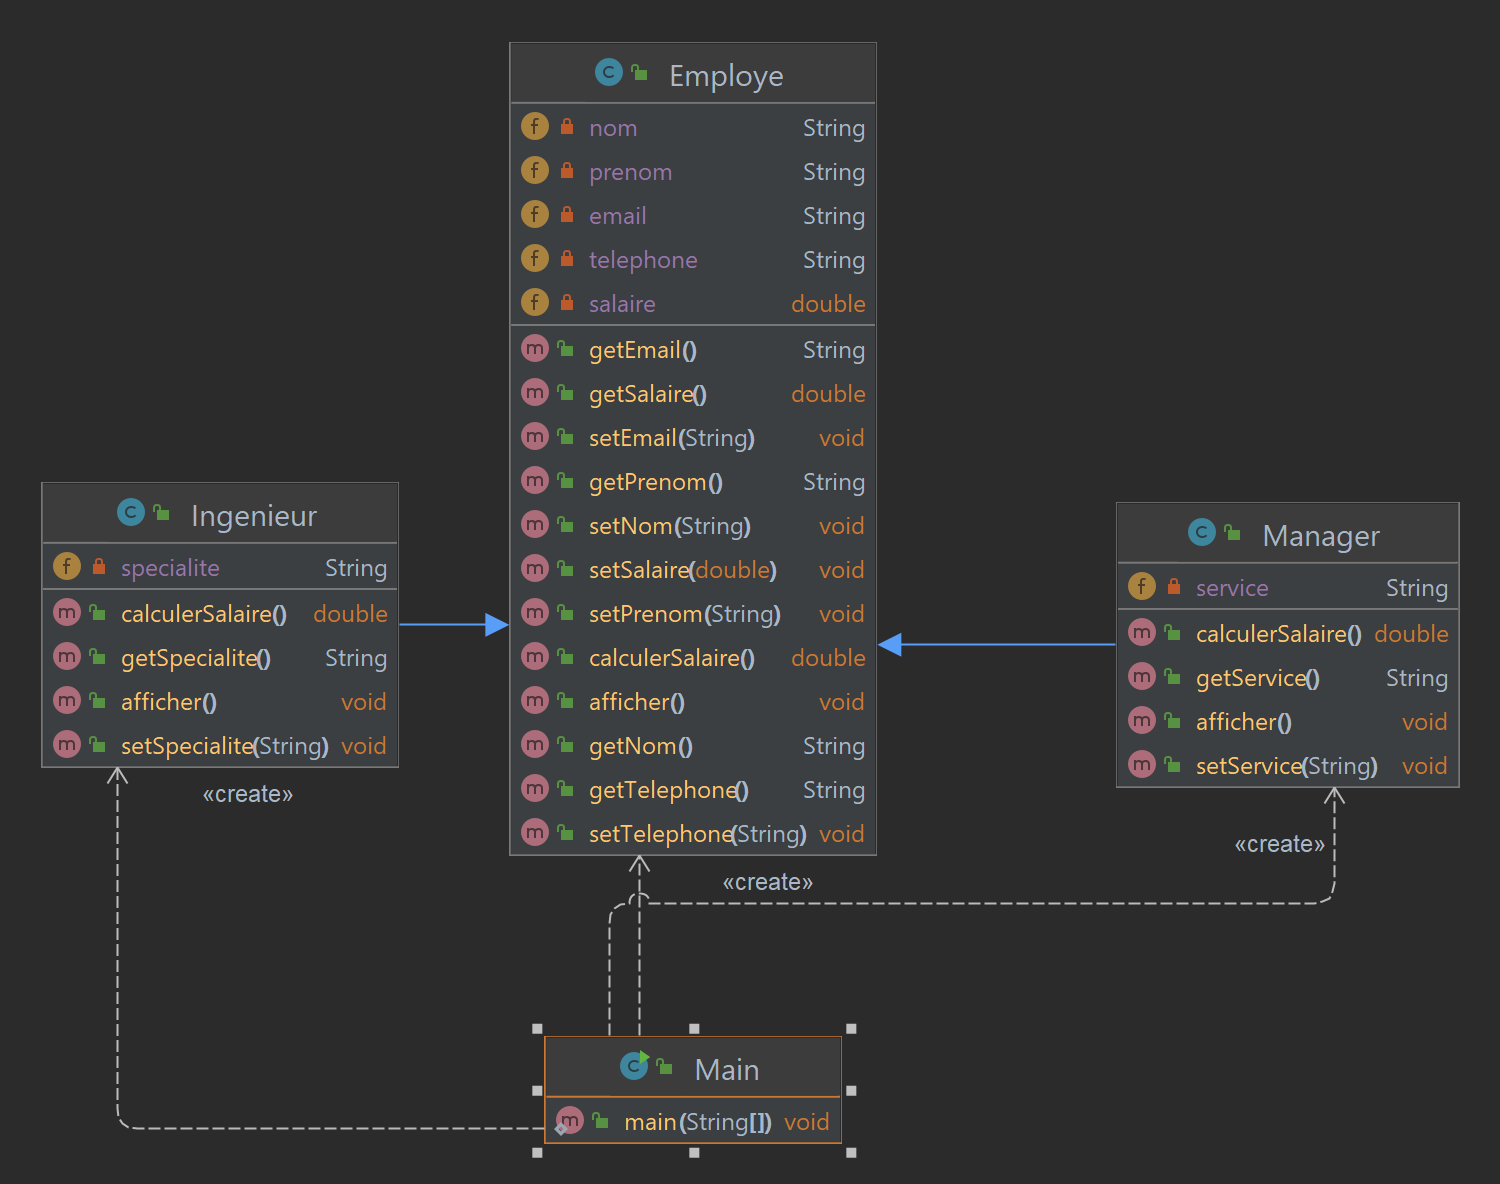 Employe
nom String
prenom String
email String
telephone String
salaire double
getEmail() String
getSalaire() double
setEmail(String) void
getPrenom() String
setNom(String) void
setSalaire(double) void
setPrenom(String) void
calculerSalaire() double
afficher() void
getNom() String
getTelephone() String
setTelephone(String) void
Ingenieur
specialite String
calculerSalaire() double
getSpecialite() String
afficher() void
setSpecialite(String) void
Manager
service String
calculerSalaire() double
getService() String
afficher() void
setService(String) void
«create»
«create»
«create»
Main
main(String[]) void